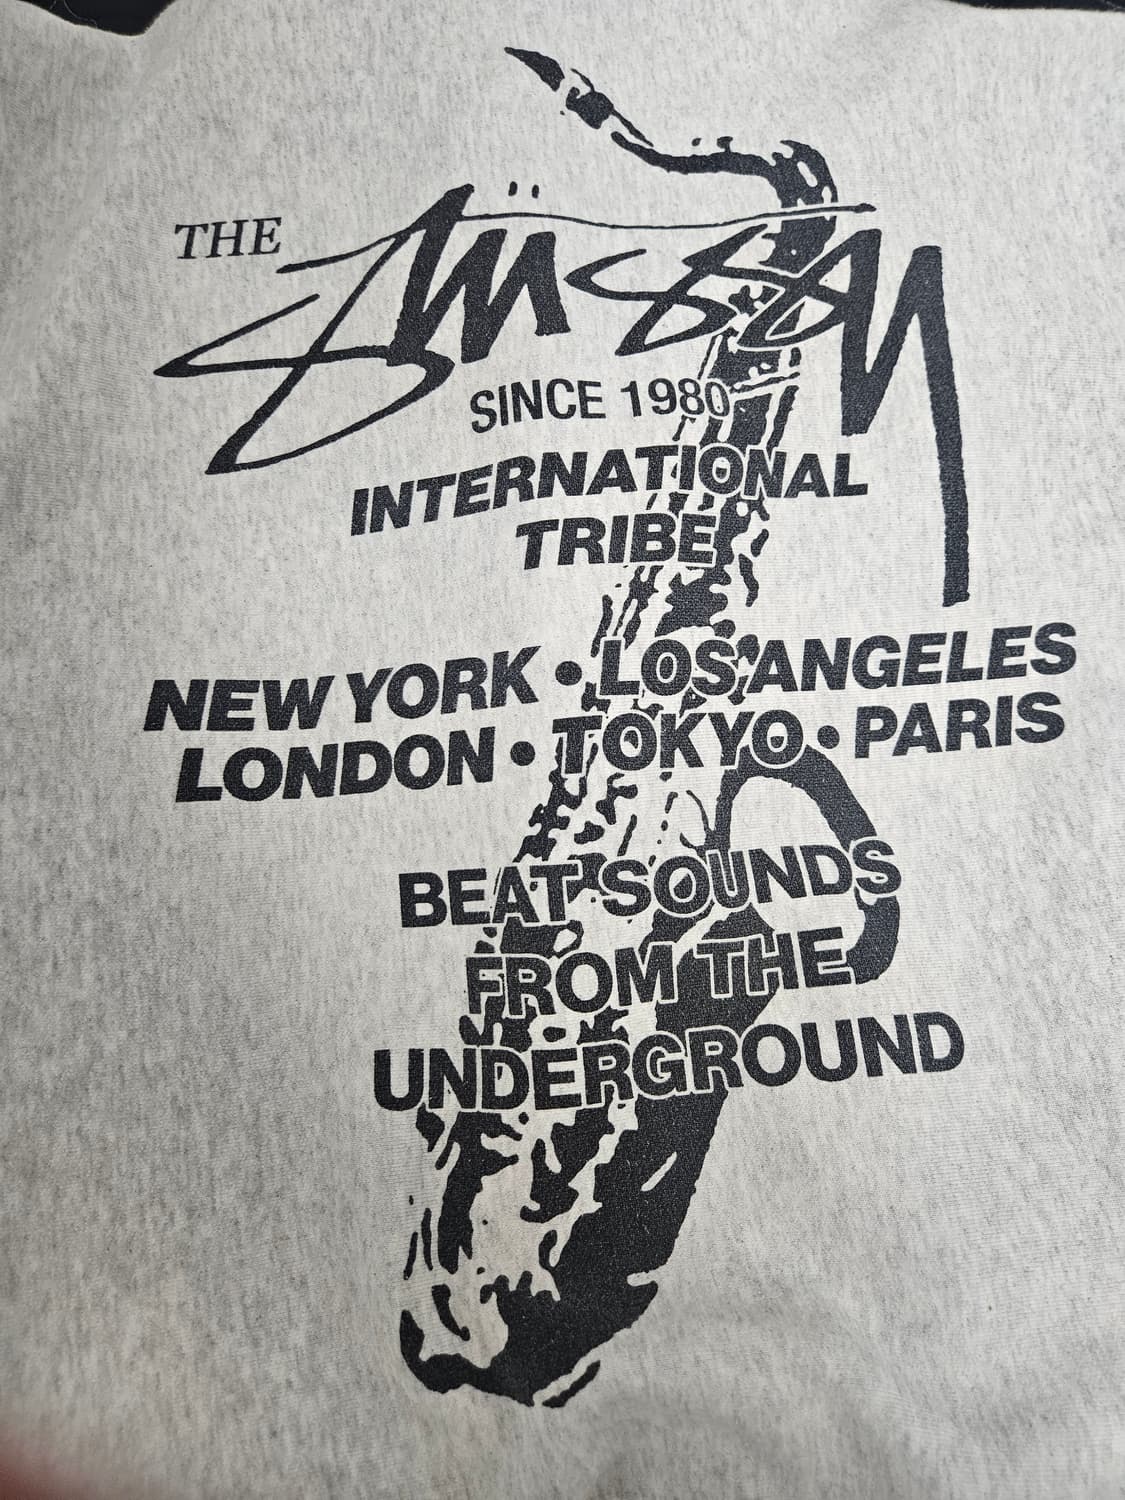 THE Stüssy
SINCE 1980
INTERNATIONAL
TRIBE
NEW YORK • LOS ANGELES
LONDON • TOKYO • PARIS
BEAT SOUNDS
FROM THE
UNDERGROUND